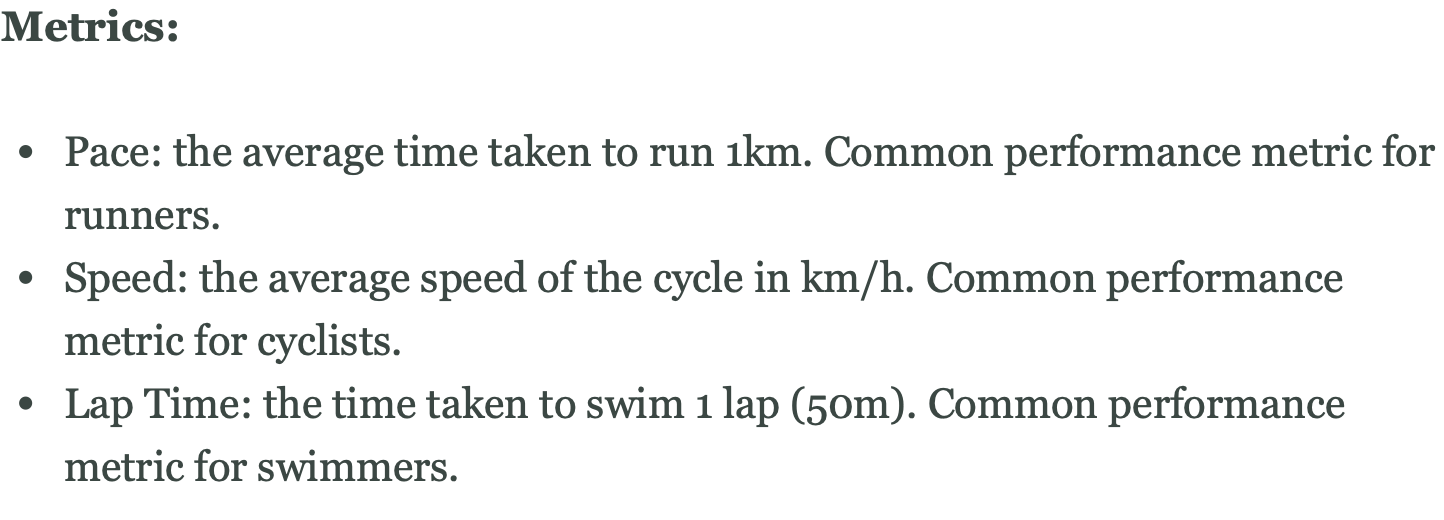 Metrics:
• Pace: the average time taken to run 1km. Common performance metric for
runners.
• Speed: the average speed of the cycle in km/h. Common performance
metric for cyclists.
• Lap Time: the time taken to swim 1 lap (50m). Common performance
metric for swimmers.